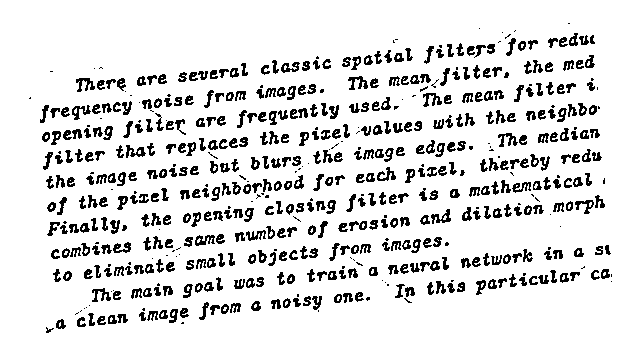 There are several classic spatial filters for reduc
frequency noise from images. The mean filter, the med
opening filter are frequently used. The mean filter i
filter that replaces the pixel values with the neighbo
the image noise but blurs the image edges. The median
of the pixel neighborhood for each pixel, thereby redu
Finally, the opening closing filter is a mathematical
combines the same number of erosion and dilation morph
to eliminate small objects from images.
The main goal was to train a neural network in a su
a clean image from a noisy one. In this particular ca